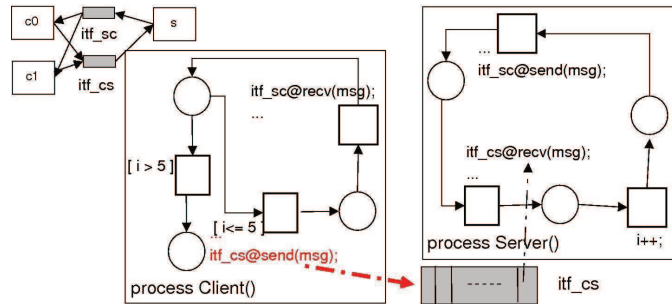 c0
itf_sc
s
c1
itf_cs
itf_sc@recv(msg);
...
[ i > 5 ]
[ i<= 5 ]
...
itf_cs@send(msg);
process Client()
...
itf_sc@send(msg);
itf_cs@recv(msg);
...
i++;
process Server()
-----
itf_cs